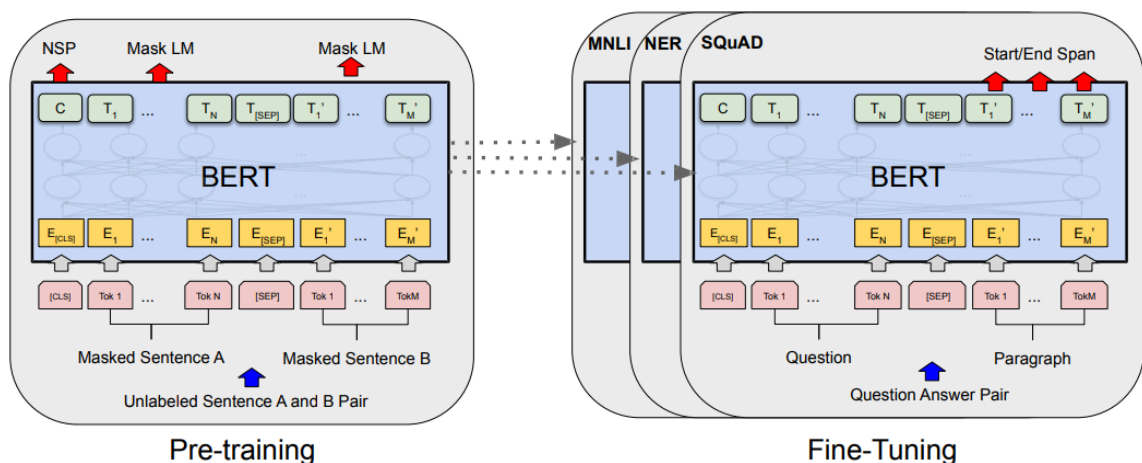 NSP Mask LM Mask LM
C T1 ... TN T[SEP] T1' ... TM'
BERT
E[CLS] E1 ... EN E[SEP] E1' ... EM'
[CLS] Tok 1 ... Tok N [SEP] Tok 1 ... TokM
Masked Sentence A Masked Sentence B
Unlabeled Sentence A and B Pair
Pre-training
MNLI NER SQuAD
Start/End Span
C T1 ... TN T[SEP] T1' ... TM'
BERT
E[CLS] E1 ... EN E[SEP] E1' ... EM'
[CLS] Tok 1 ... Tok N [SEP] Tok 1 ... TokM
Question Paragraph
Question Answer Pair
Fine-Tuning